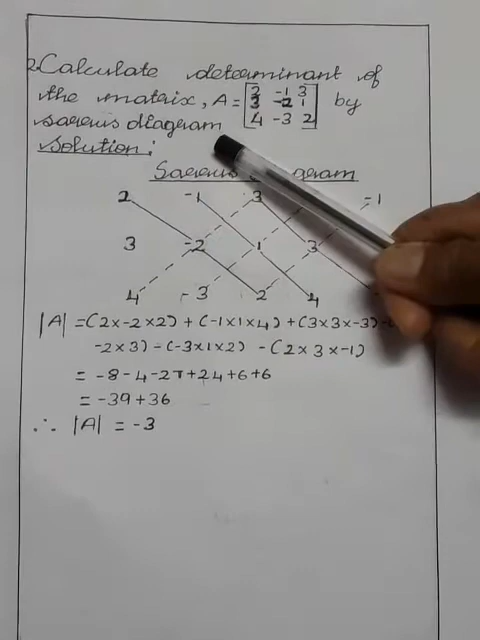 2. Calculate determinant of
the matrix, A = [2 -1 3
3 -2 1
4 -3 2] by
sarrus diagram
solution:
Sarrus gram
2 -1 3 -1
3 -2 1 3
4 -3 2 4
|A| = (2×-2×2) + (-1×1×4) + (3×3×-3) - (
-2×3) - (-3×1×2) - (2×3×-1)
= -8-4-27+24+6+6
= -39+36
∴ |A| = -3